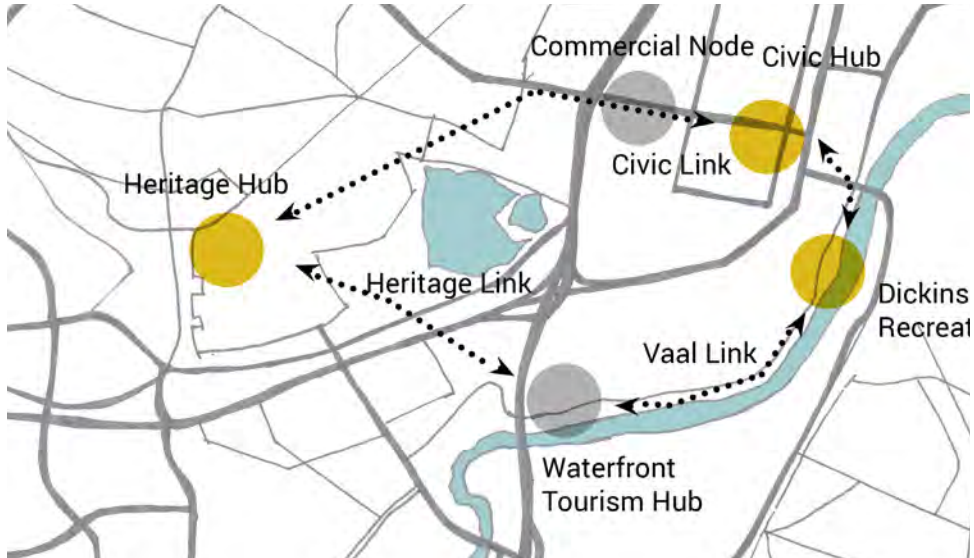 Commercial Node
Civic Hub
Civic Link
Heritage Hub
Heritage Link
Dickins
Recreat
Vaal Link
Waterfront
Tourism Hub